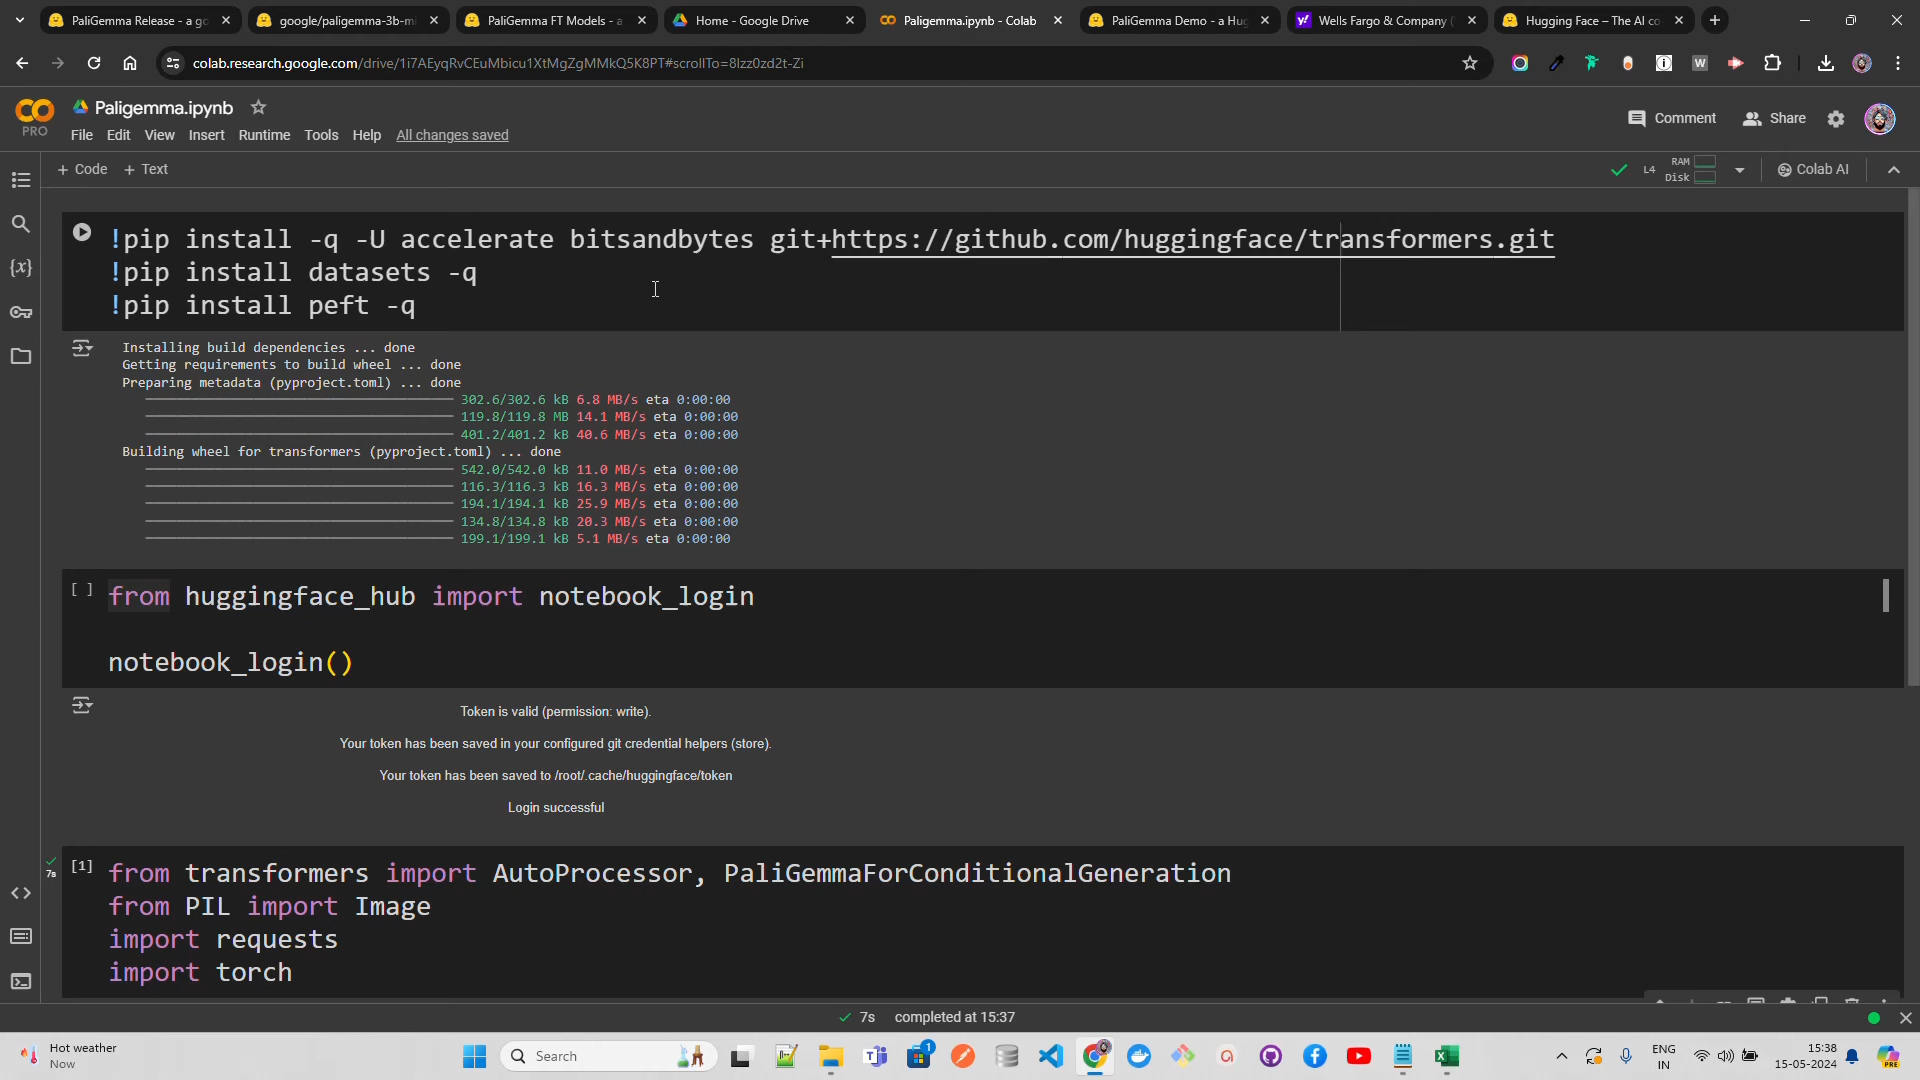 PaliGemma Release - a go
google/paligemma-3b-mi
PaliGemma FT Models - a
Home - Google Drive
Paligemma.ipynb - Colab
PaliGemma Demo - a Hug
Wells Fargo & Company (
Hugging Face – The AI co
colab.research.google.com/drive/1i7AEyqRvCEuMbicu1XtMgZgMMkQ5K8PT#scrollTo=8Izz0zd2t-Zi
PRO
Paligemma.ipynb
File Edit View Insert Runtime Tools Help All changes saved
Comment Share
+ Code + Text
L4 RAM
Disk
Colab AI
!pip install -q -U accelerate bitsandbytes git+https://github.com/huggingface/transformers.git
!pip install datasets -q
!pip install peft -q
Installing build dependencies ... done
Getting requirements to build wheel ... done
Preparing metadata (pyproject.toml) ... done
302.6/302.6 kB 6.8 MB/s eta 0:00:00
119.8/119.8 MB 14.1 MB/s eta 0:00:00
401.2/401.2 kB 40.6 MB/s eta 0:00:00
Building wheel for transformers (pyproject.toml) ... done
542.0/542.0 kB 11.0 MB/s eta 0:00:00
116.3/116.3 kB 16.3 MB/s eta 0:00:00
194.1/194.1 kB 25.9 MB/s eta 0:00:00
134.8/134.8 kB 20.3 MB/s eta 0:00:00
199.1/199.1 kB 5.1 MB/s eta 0:00:00
[ ] from huggingface_hub import notebook_login
notebook_login()
Token is valid (permission: write).
Your token has been saved in your configured git credential helpers (store).
Your token has been saved to /root/.cache/huggingface/token
Login successful
7s
[1] from transformers import AutoProcessor, PaliGemmaForConditionalGeneration
from PIL import Image
import requests
import torch
7s completed at 15:37
Hot weather
Now
Search
1
ENG
IN
15:38
15-05-2024
PRE